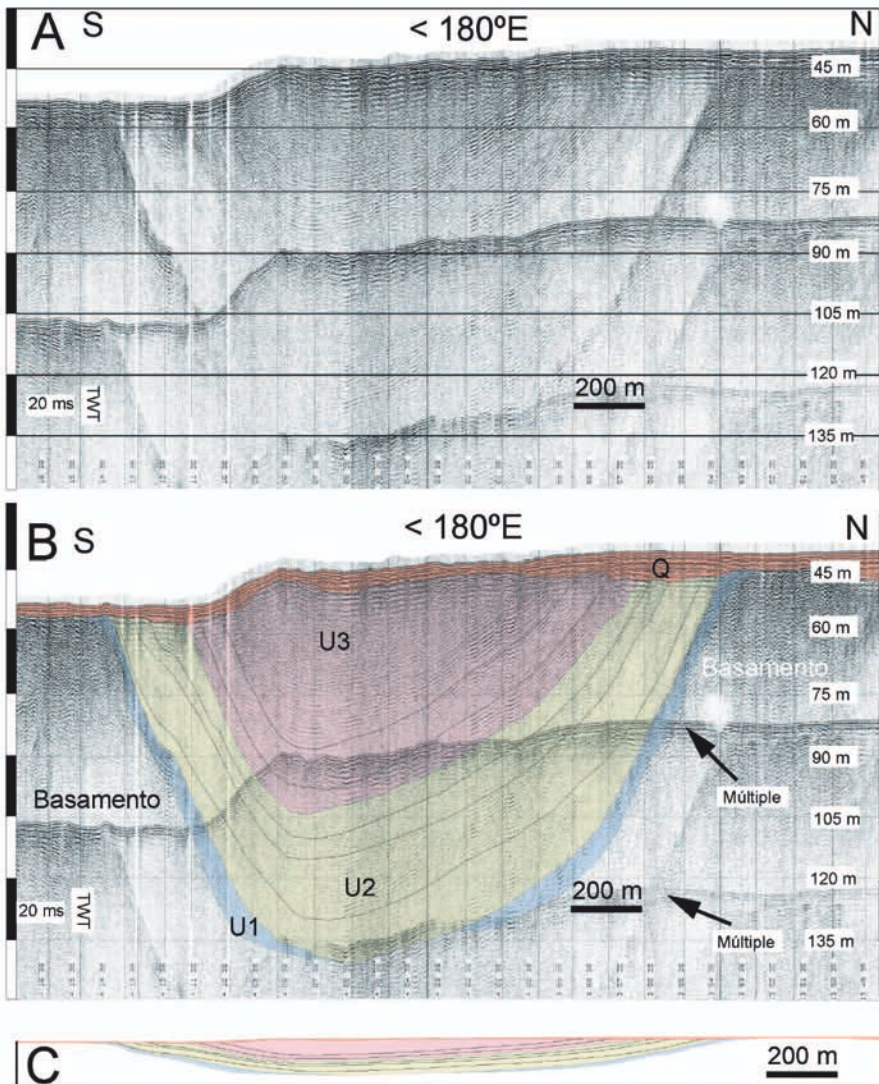 A S < 180ºE N
45 m
60 m
75 m
90 m
105 m
120 m
200 m
20 ms TWT
135 m
B S < 180ºE N
Q
45 m
U3
60 m
Basamento
75 m
90 m
Múltiple
Basamento
105 m
U2
120 m
200 m
20 ms TWT
U1
Múltiple
135 m
C 200 m